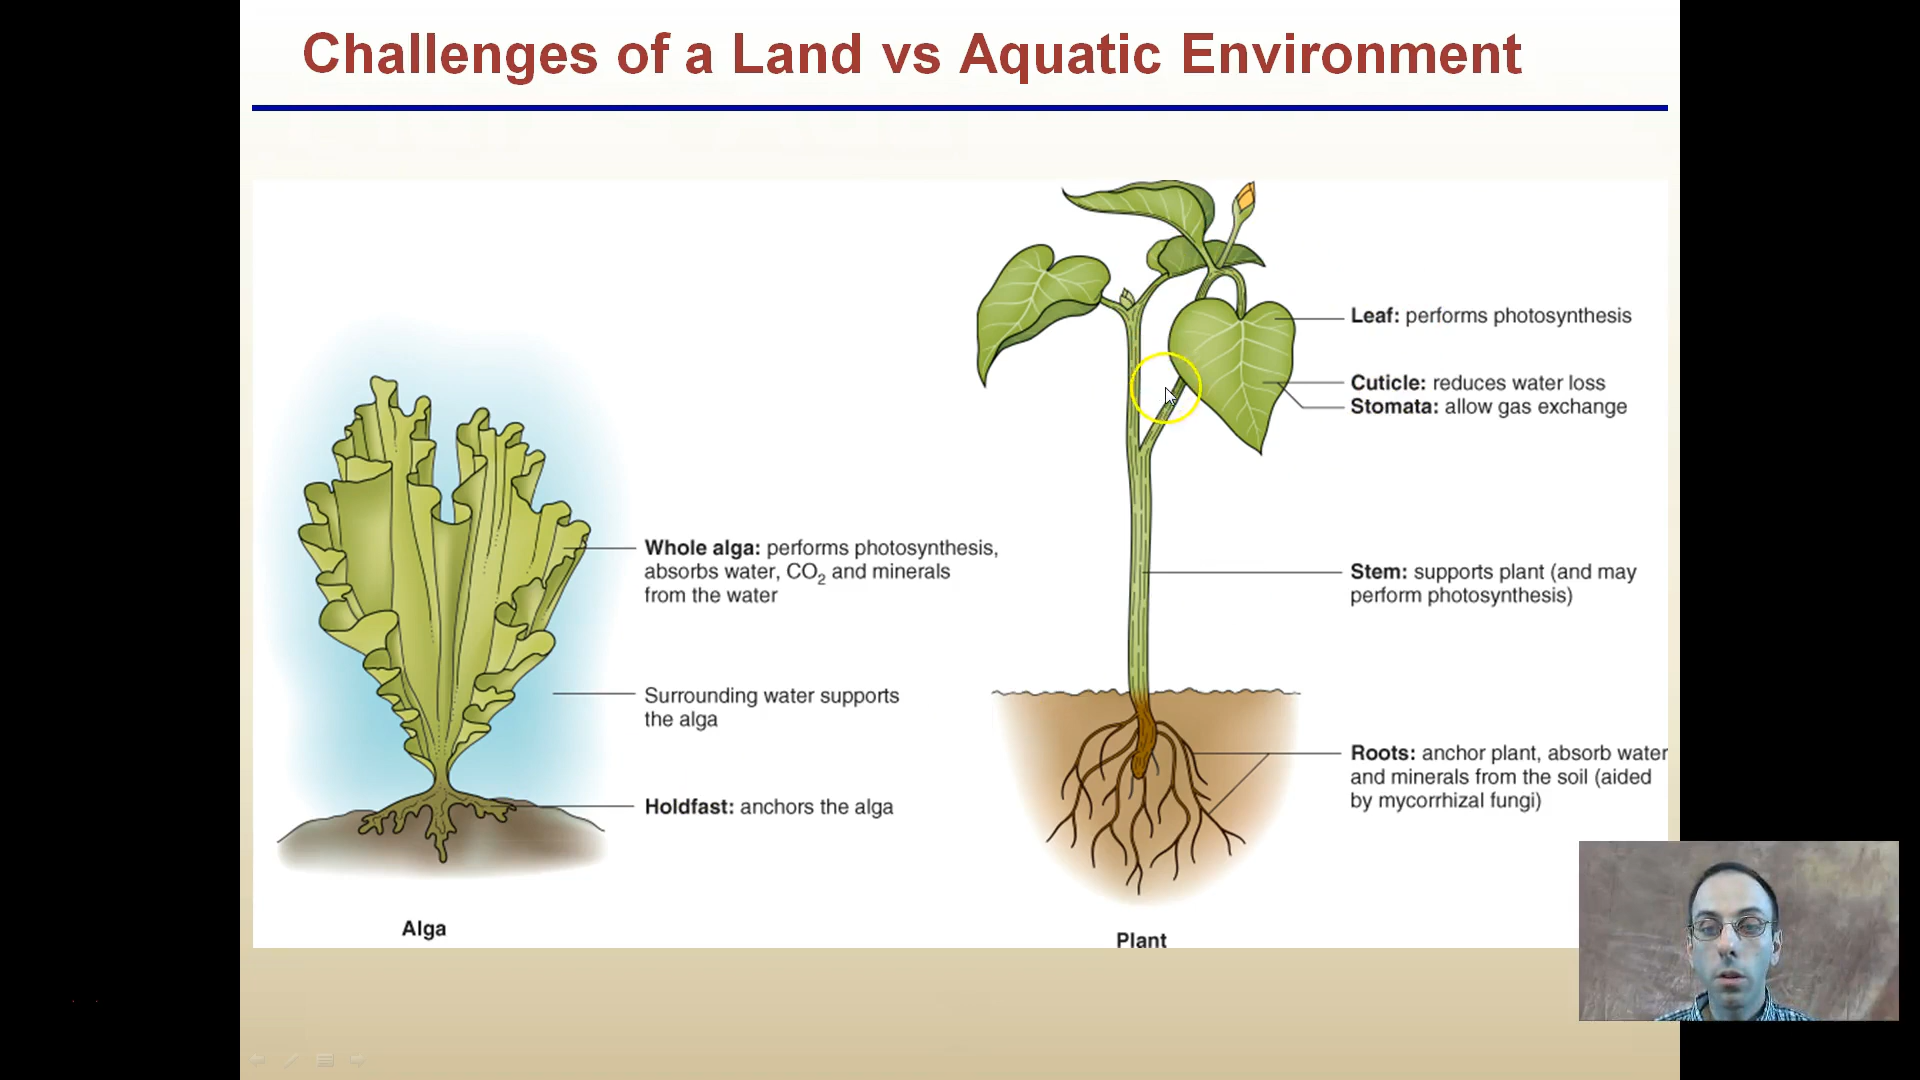 Challenges of a Land vs Aquatic Environment
Leaf: performs photosynthesis
Cuticle: reduces water loss
Stomata: allow gas exchange
Whole alga: performs photosynthesis,
absorbs water, CO2 and minerals
from the water
Stem: supports plant (and may
perform photosynthesis)
Surrounding water supports
the alga
Roots: anchor plant, absorb water
and minerals from the soil (aided
by mycorrhizal fungi)
Holdfast: anchors the alga
Alga
Plant